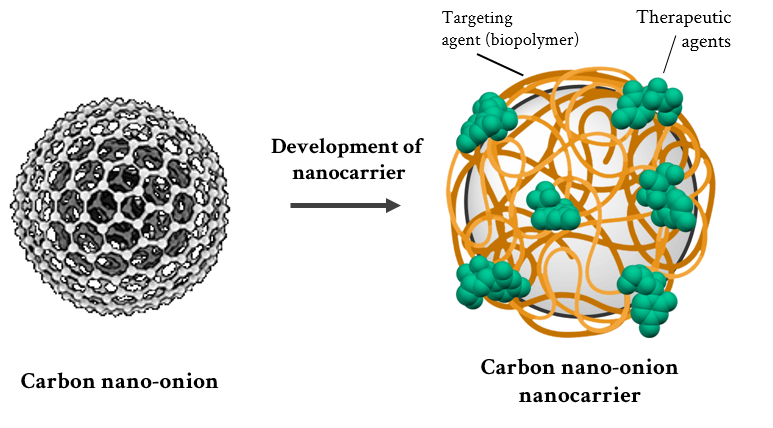 Targeting
agent (biopolymer)
Therapeutic
agents
Development of
nanocarrier
Carbon nano-onion
Carbon nano-onion
nanocarrier